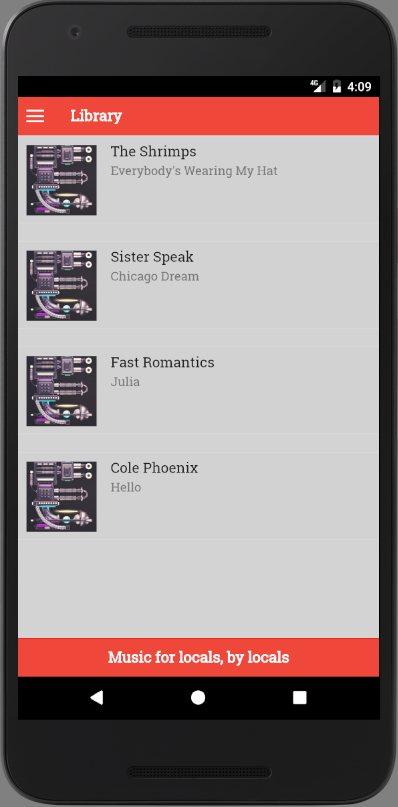 4G 4:09
Library
The Shrimps
Everybody's Wearing My Hat
Sister Speak
Chicago Dream
Fast Romantics
Julia
Cole Phoenix
Hello
Music for locals, by locals